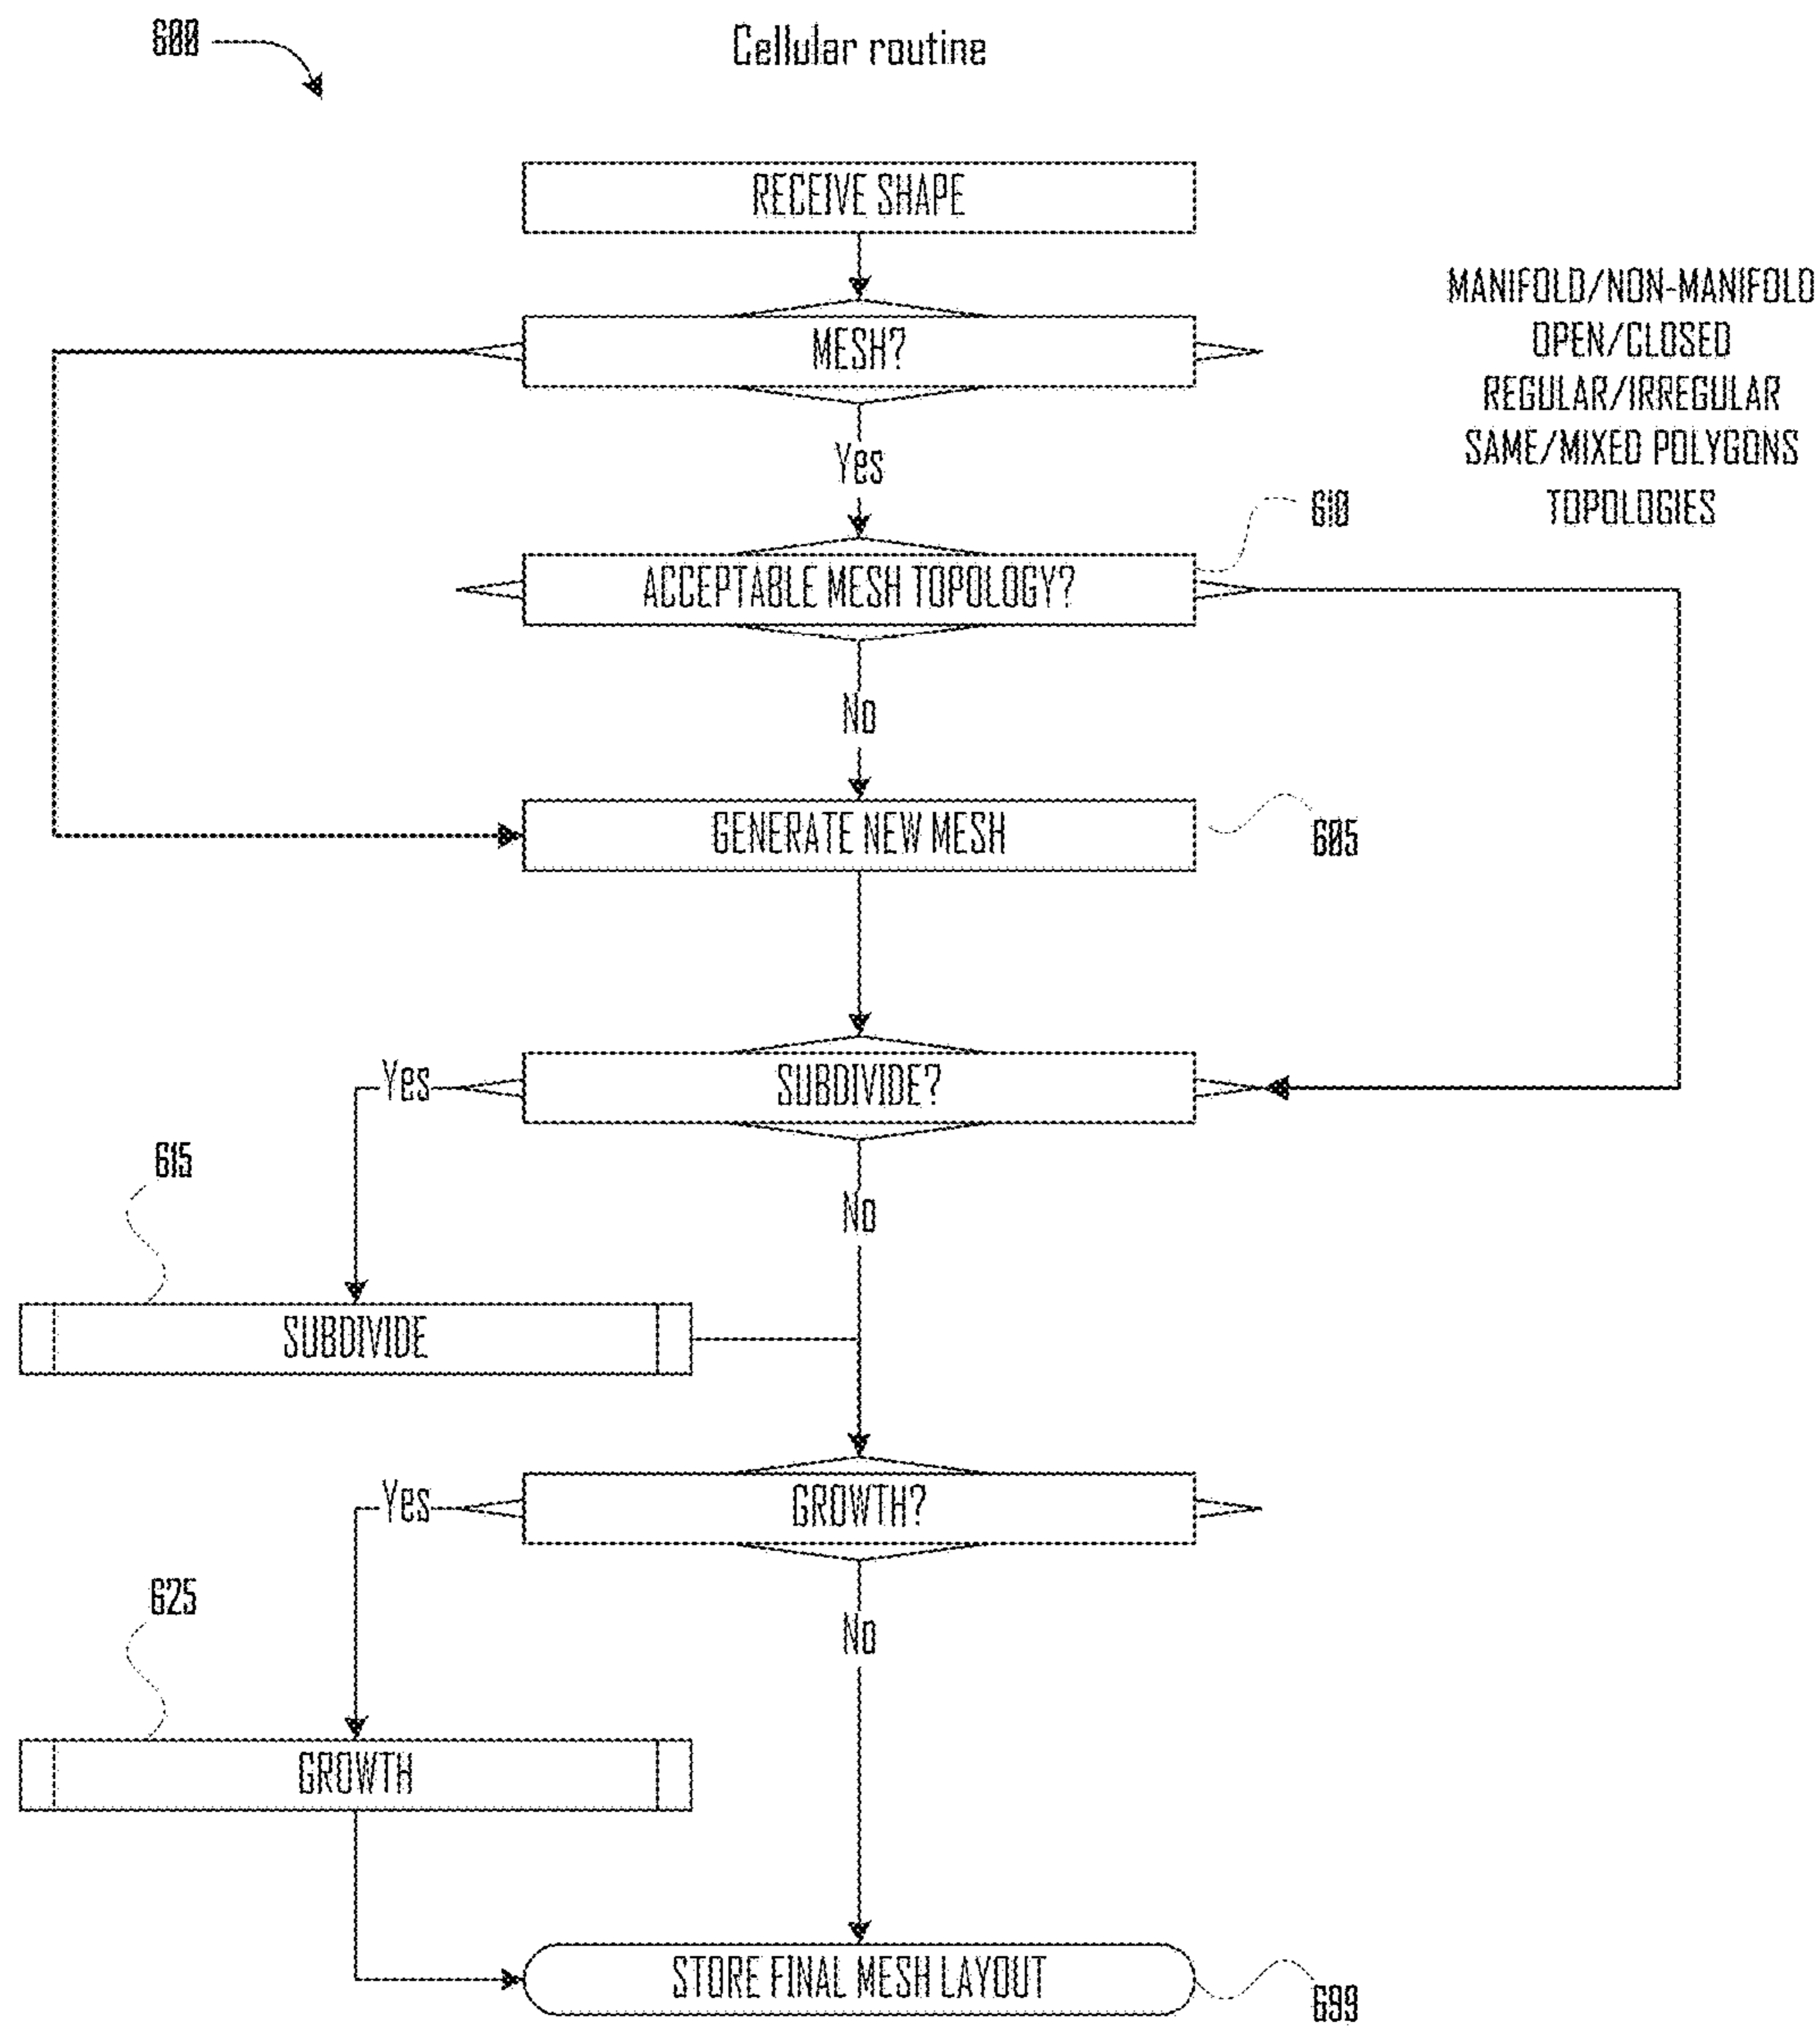 600
Cellular routine
RECEIVE SHAPE
MESH?
MANIFOLD/NON-MANIFOLD
OPEN/CLOSED
REGULAR/IRREGULAR
SAME/MIXED POLYGONS
TOPOLOGIES
Yes
610
ACCEPTABLE MESH TOPOLOGY?
No
GENERATE NEW MESH
605
Yes
SUBDIVIDE?
615
No
SUBDIVIDE
Yes
GROWTH?
625
No
GROWTH
STORE FINAL MESH LAYOUT
699